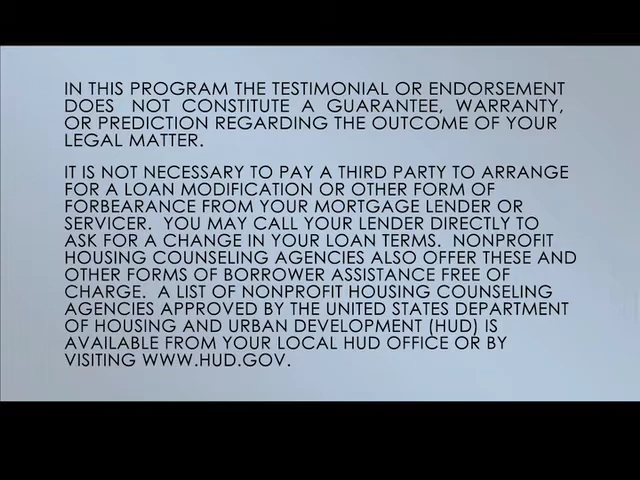 IN THIS PROGRAM THE TESTIMONIAL OR ENDORSEMENT
DOES NOT CONSTITUTE A GUARANTEE, WARRANTY,
OR PREDICTION REGARDING THE OUTCOME OF YOUR
LEGAL MATTER.
IT IS NOT NECESSARY TO PAY A THIRD PARTY TO ARRANGE
FOR A LOAN MODIFICATION OR OTHER FORM OF
FORBEARANCE FROM YOUR MORTGAGE LENDER OR
SERVICER. YOU MAY CALL YOUR LENDER DIRECTLY TO
ASK FOR A CHANGE IN YOUR LOAN TERMS. NONPROFIT
HOUSING COUNSELING AGENCIES ALSO OFFER THESE AND
OTHER FORMS OF BORROWER ASSISTANCE FREE OF
CHARGE. A LIST OF NONPROFIT HOUSING COUNSELING
AGENCIES APPROVED BY THE UNITED STATES DEPARTMENT
OF HOUSING AND URBAN DEVELOPMENT (HUD) IS
AVAILABLE FROM YOUR LOCAL HUD OFFICE OR BY
VISITING WWW.HUD.GOV.